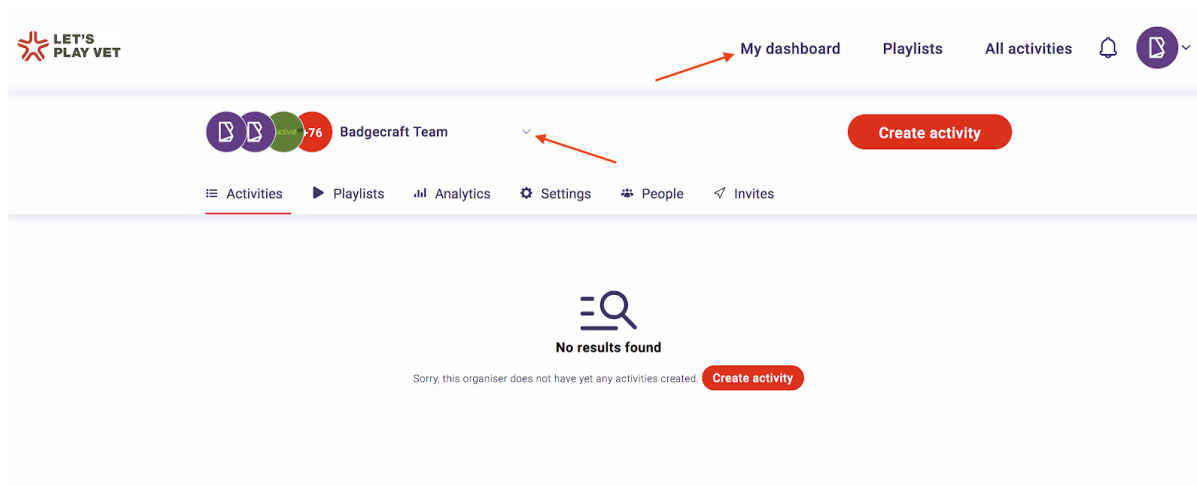 LET'S
PLAY VET
My dashboard Playlists All activities
activat +76 Badgecraft Team
Create activity
Activities Playlists Analytics Settings People Invites
No results found
Sorry, this organiser does not have yet any activities created. Create activity